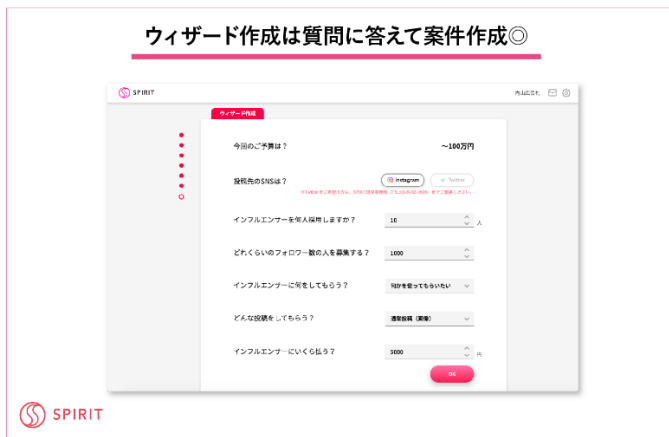 ウィザード作成は質問に答えて案件作成◎
SPIRIT
ウィザード作成
今回のご予算は？
〜100万円
投稿先のSNSは？
Instagram
Twitter
インフルエンサーを何人採用しますか？
10
人
どれくらいのフォロワー数の人を募集する？
1000
インフルエンサーに何をしてもらう？
何かを使ってもらいたい
どんな投稿をしてもらう？
通常投稿（画像）
インフルエンサーにいくら払う？
5000
円
OK
SPIRIT